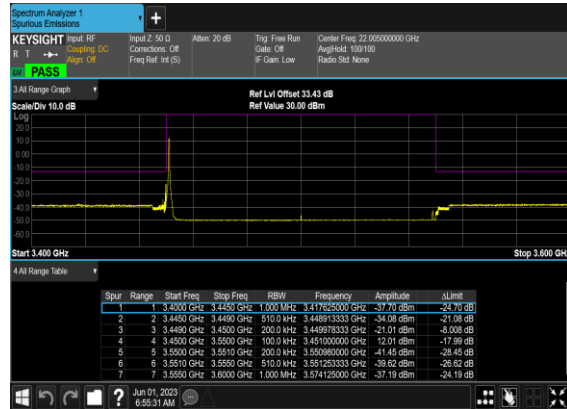 Spectrum Analyzer 1
Spurious Emissions
+
KEYSIGHT Input: RF Input Z: 50 Ω Atten: 20 dB Trig: Free Run Center Freq: 22.005000000 GHz
R T Coupling: DC Corrections: Off Gate: Off Avg|Hold: 100/100
Align: Off Freq Ref: Int (S) IF Gain: Low Radio Std: None
PASS
3 All Range Graph
Ref Lvl Offset 33.43 dB
Scale/Div 10.0 dB Ref Value 30.00 dBm
Log
20.0
10.0
0.00
-10.0
-20.0
-30.0
-40.0
-50.0
-60.0
Start 3.400 GHz Stop 3.600 GH
4 All Range Table
Spur Range Start Freq Stop Freq RBW Frequency Amplitude ΔLimit
1 1 3.4000 GHz 3.4450 GHz 1.000 MHz 3.417625000 GHz -37.70 dBm -24.70 dB
2 2 3.4450 GHz 3.4490 GHz 510.0 kHz 3.448913333 GHz -34.08 dBm -21.08 dB
3 3 3.4490 GHz 3.4500 GHz 200.0 kHz 3.449978333 GHz -21.01 dBm -8.008 dB
4 4 3.4500 GHz 3.5500 GHz 100.0 kHz 3.451000000 GHz 12.01 dBm -17.99 dB
5 5 3.5500 GHz 3.5510 GHz 200.0 kHz 3.550980000 GHz -41.45 dBm -28.45 dB
6 6 3.5510 GHz 3.5550 GHz 510.0 kHz 3.551253333 GHz -39.62 dBm -26.62 dB
7 7 3.5550 GHz 3.6000 GHz 1.000 MHz 3.574125000 GHz -37.19 dBm -24.19 dB
? Jun 01, 2023
6:55:31 AM